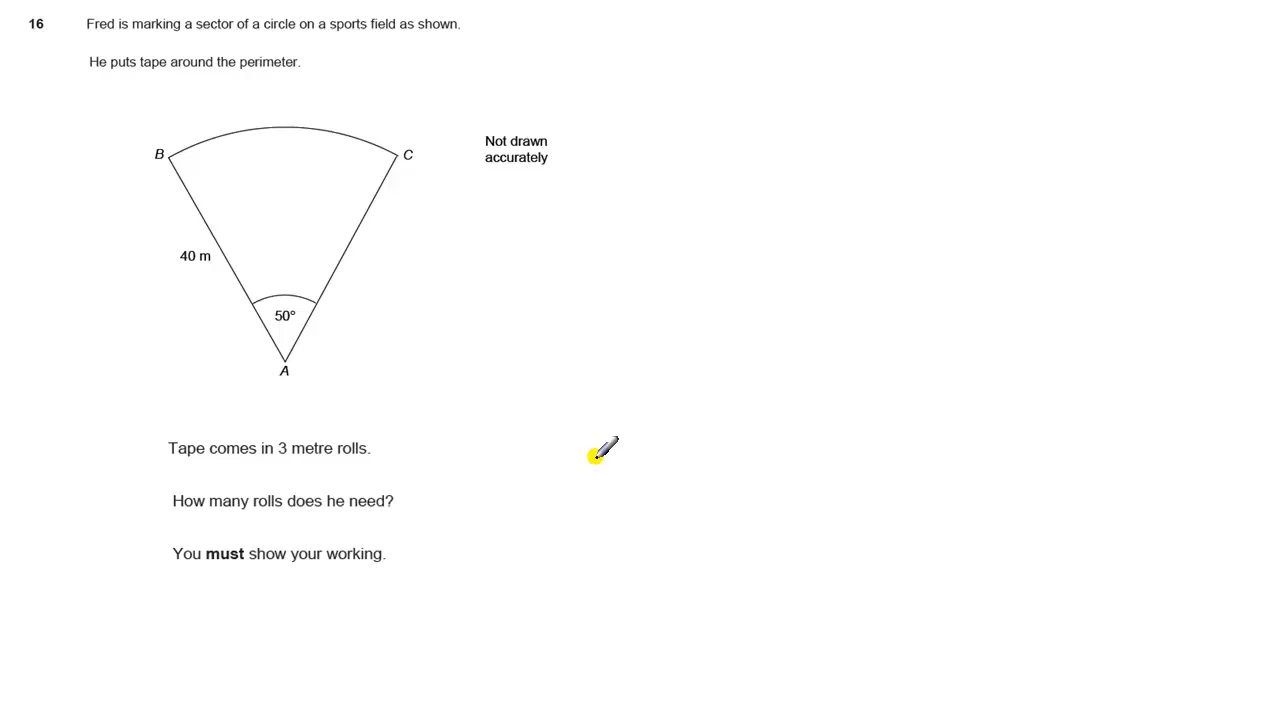 16 Fred is marking a sector of a circle on a sports field as shown.
He puts tape around the perimeter.
B
C
Not drawn
accurately
40 m
50°
A
Tape comes in 3 metre rolls.
How many rolls does he need?
You must show your working.